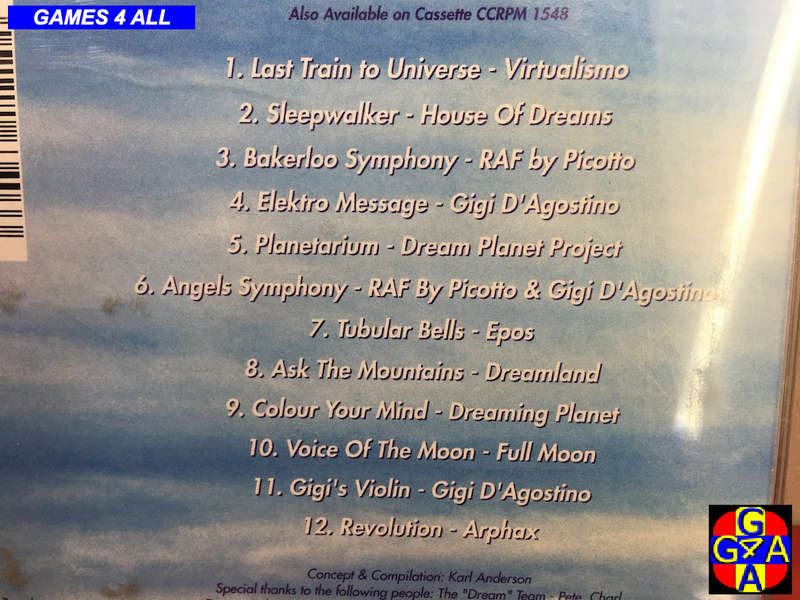 GAMES 4 ALL
Also Available on Cassette CCRPM 1548
1. Last Train to Universe - Virtualismo
2. Sleepwalker - House Of Dreams
3. Bakerloo Symphony - RAF by Picotto
4. Elektro Message - Gigi D'Agostino
5. Planetarium - Dream Planet Project
6. Angels Symphony - RAF By Picotto & Gigi D'Agostino
7. Tubular Bells - Epos
8. Ask The Mountains - Dreamland
9. Colour Your Mind - Dreaming Planet
10. Voice Of The Moon - Full Moon
11. Gigi's Violin - Gigi D'Agostino
12. Revolution - Arphax
Concept & Compilation: Karl Anderson
Special thanks to the following people: The "Dream" Team - Pete, Charl
G
G4A
A